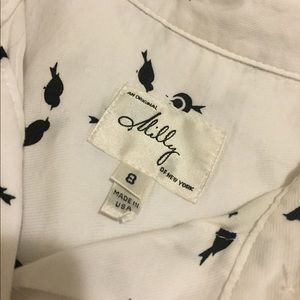 AN ORIGINAL
Milly
OF NEW YORK
8
MADE IN
USA